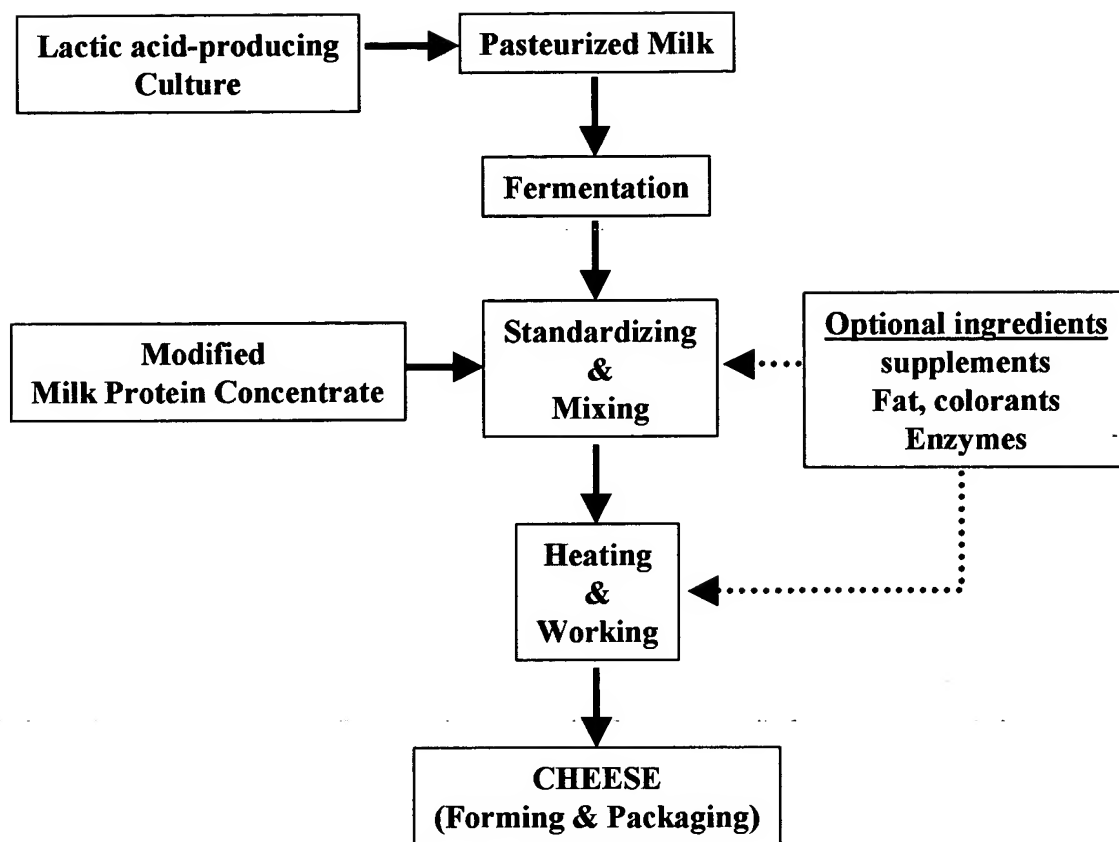 Lactic acid-producing
Culture
Pasteurized Milk
Fermentation
Modified
Milk Protein Concentrate
Standardizing
&
Mixing
Optional ingredients
supplements
Fat, colorants
Enzymes
Heating
&
Working
CHEESE
(Forming & Packaging)